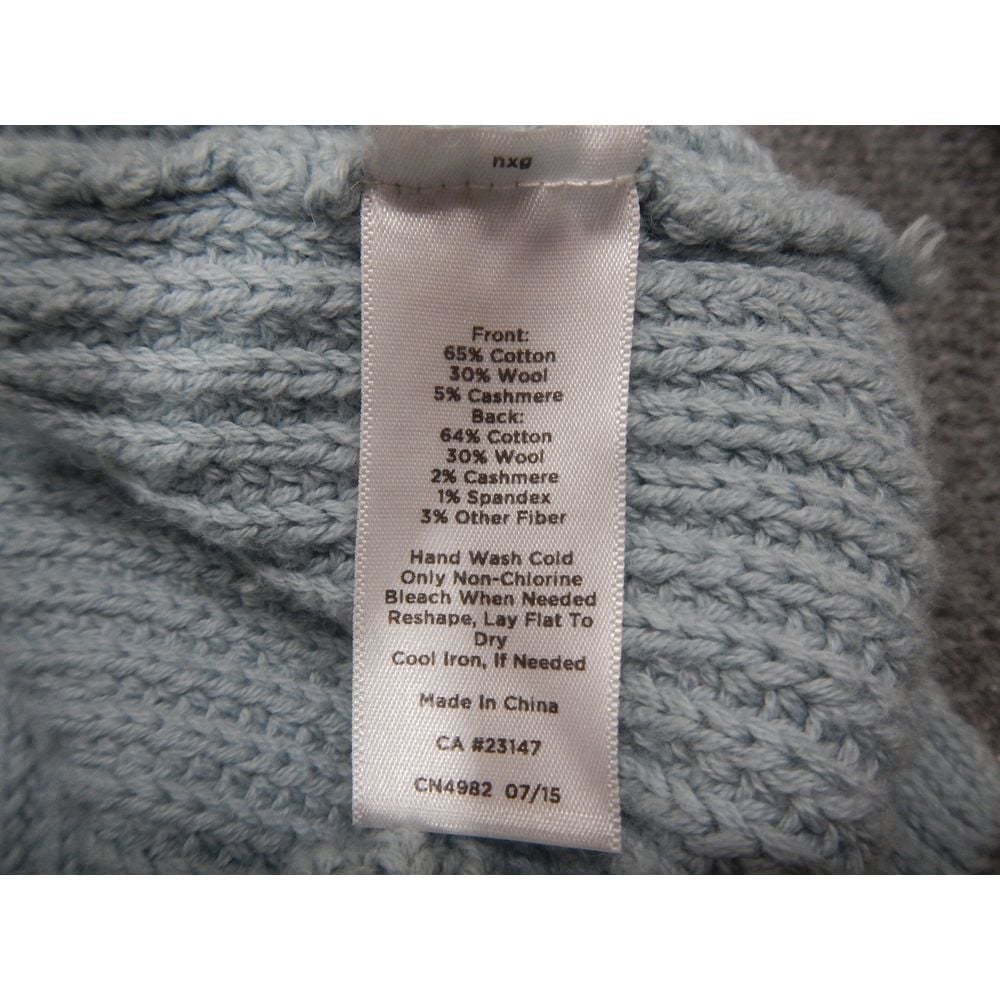 nxg
Front:
65% Cotton
30% Wool
5% Cashmere
Back:
64% Cotton
30% Wool
2% Cashmere
1% Spandex
3% Other Fiber
Hand Wash Cold
Only Non-Chlorine
Bleach When Needed
Reshape, Lay Flat To
Dry
Cool Iron, If Needed
Made In China
CA #23147
CN4982 07/15